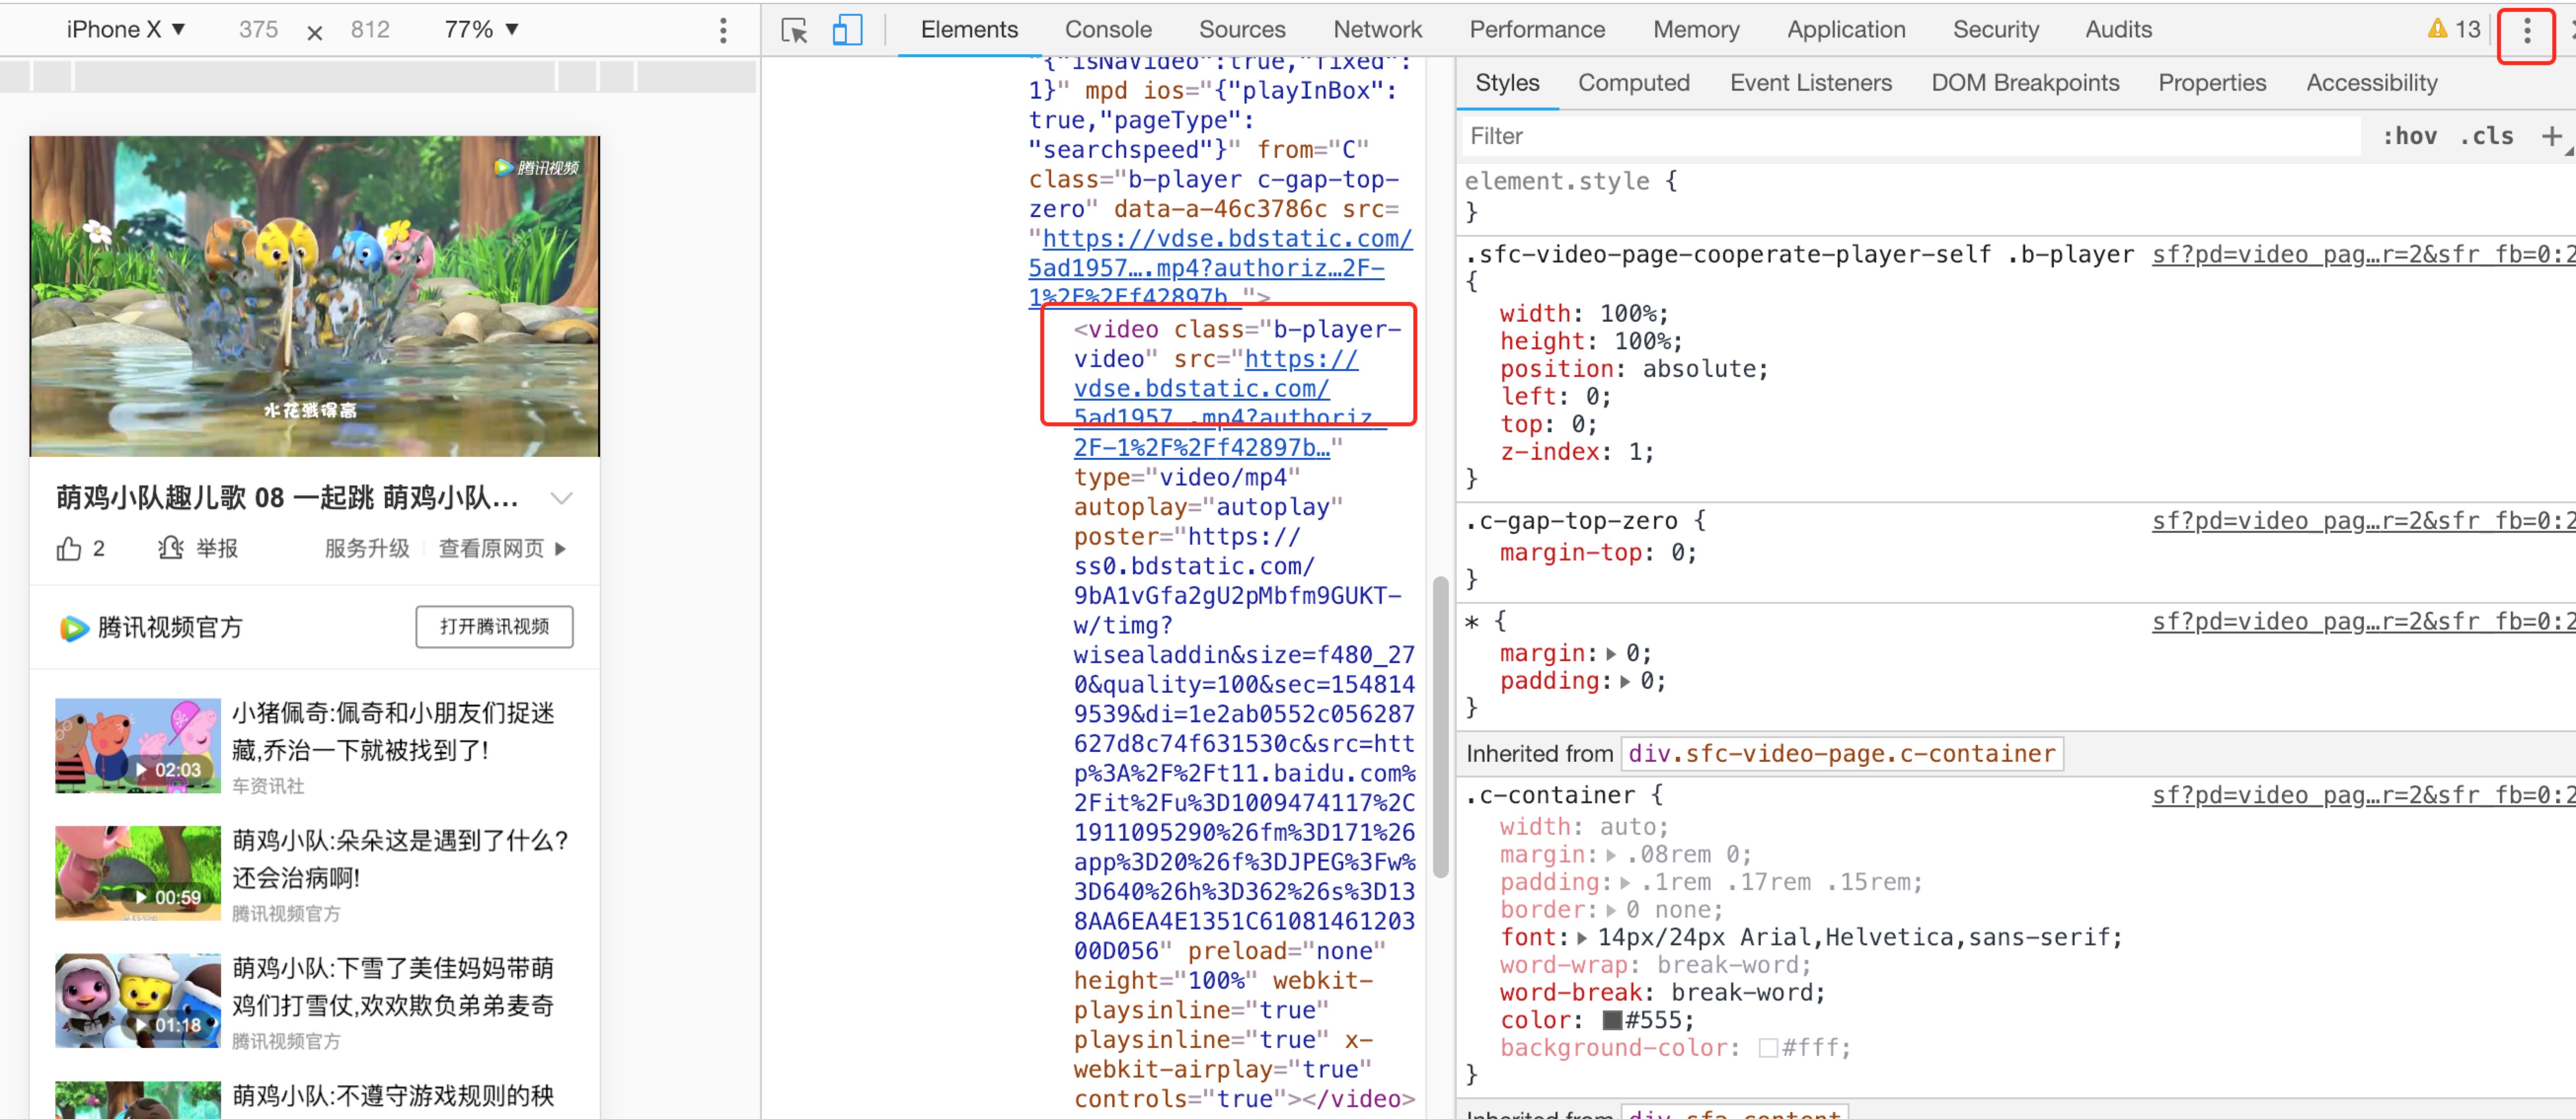 iPhone X ▼ 375 × 812 77% ▼
Elements Console Sources Network Performance Memory Application Security Audits 13
腾讯视频
水花溅得高
萌鸡小队趣儿歌 08 一起跳 萌鸡小队...
2 举报 服务升级 查看原网页
腾讯视频官方 打开腾讯视频
小猪佩奇:佩奇和小朋友们捉迷
藏,乔治一下就被找到了!
02:03
车资讯社
萌鸡小队:朵朵这是遇到了什么?
还会治病啊!
00:59
腾讯视频官方
萌鸡小队:下雪了美佳妈妈带萌
鸡们打雪仗,欢欢欺负弟弟麦奇
01:18
腾讯视频官方
萌鸡小队:不遵守游戏规则的秧
"{"isNaVideo":true,"fixed":
1}" mpd ios="{"playInBox":
true,"pageType":
"searchspeed"}" from="C"
class="b-player c-gap-top-
zero" data-a-46c3786c src=
"https://vdse.bdstatic.com/
5ad1957….mp4?authoriz…2F-
1%2F%2Ff42897b…">
<video class="b-player-
video" src="https://
vdse.bdstatic.com/
5ad1957….mp4?authoriz…
2F-1%2F%2Ff42897b…"
type="video/mp4"
autoplay="autoplay"
poster="https://
ss0.bdstatic.com/
9bA1vGfa2gU2pMbfm9GUKT-
w/timg?
wisealaddin&size=f480_27
0&quality=100&sec=154814
9539&di=1e2ab0552c056287
627d8c74f631530c&src=htt
p%3A%2F%2Ft11.baidu.com%
2Fit%2Fu%3D1009474117%2C
1911095290%26fm%3D171%26
app%3D20%26f%3DJPEG%3Fw%
3D640%26h%3D362%26s%3D13
8AA6EA4E1351C61081461203
00D056" preload="none"
height="100%" webkit-
playsinline="true"
playsinline="true" x-
webkit-airplay="true"
controls="true"></video>
Styles Computed Event Listeners DOM Breakpoints Properties Accessibility
Filter :hov .cls +
element.style {
}
.sfc-video-page-cooperate-player-self .b-player sf?pd=video_pag…r=2&sfr_fb=0:2
{
width: 100%;
height: 100%;
position: absolute;
left: 0;
top: 0;
z-index: 1;
}
.c-gap-top-zero { sf?pd=video_pag…r=2&sfr_fb=0:2
margin-top: 0;
}
* { sf?pd=video_pag…r=2&sfr_fb=0:2
margin: 0;
padding: 0;
}
Inherited from div.sfc-video-page.c-container
.c-container { sf?pd=video_pag…r=2&sfr_fb=0:2
width: auto;
margin: .08rem 0;
padding: .1rem .17rem .15rem;
border: 0 none;
font: 14px/24px Arial,Helvetica,sans-serif;
word-wrap: break-word;
word-break: break-word;
color: #555;
background-color: #fff;
}
Inherited from div.sfa-content